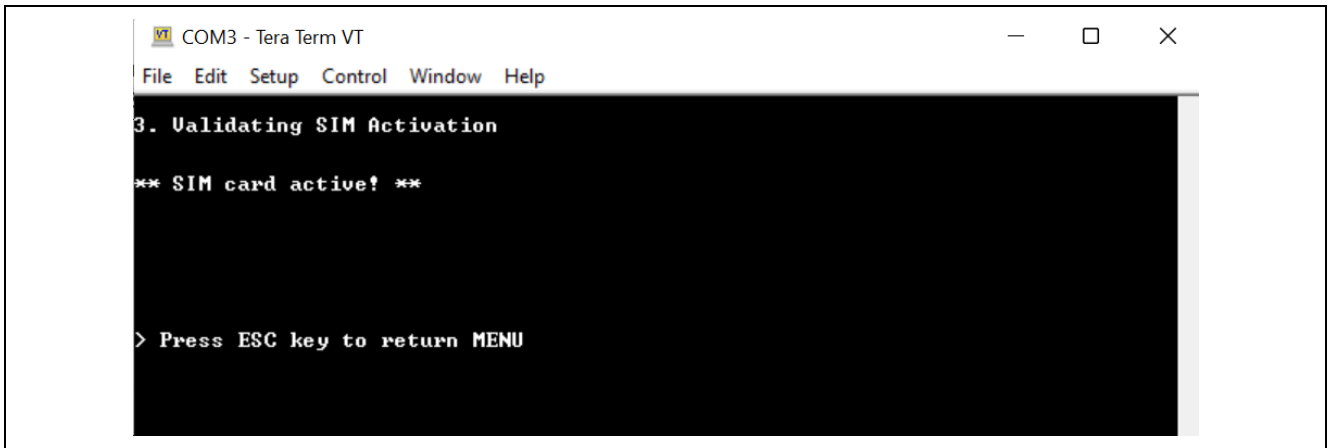 COM3 - Tera Term VT
File Edit Setup Control Window Help
3. Validating SIM Activation
** SIM card active! **
> Press ESC key to return MENU